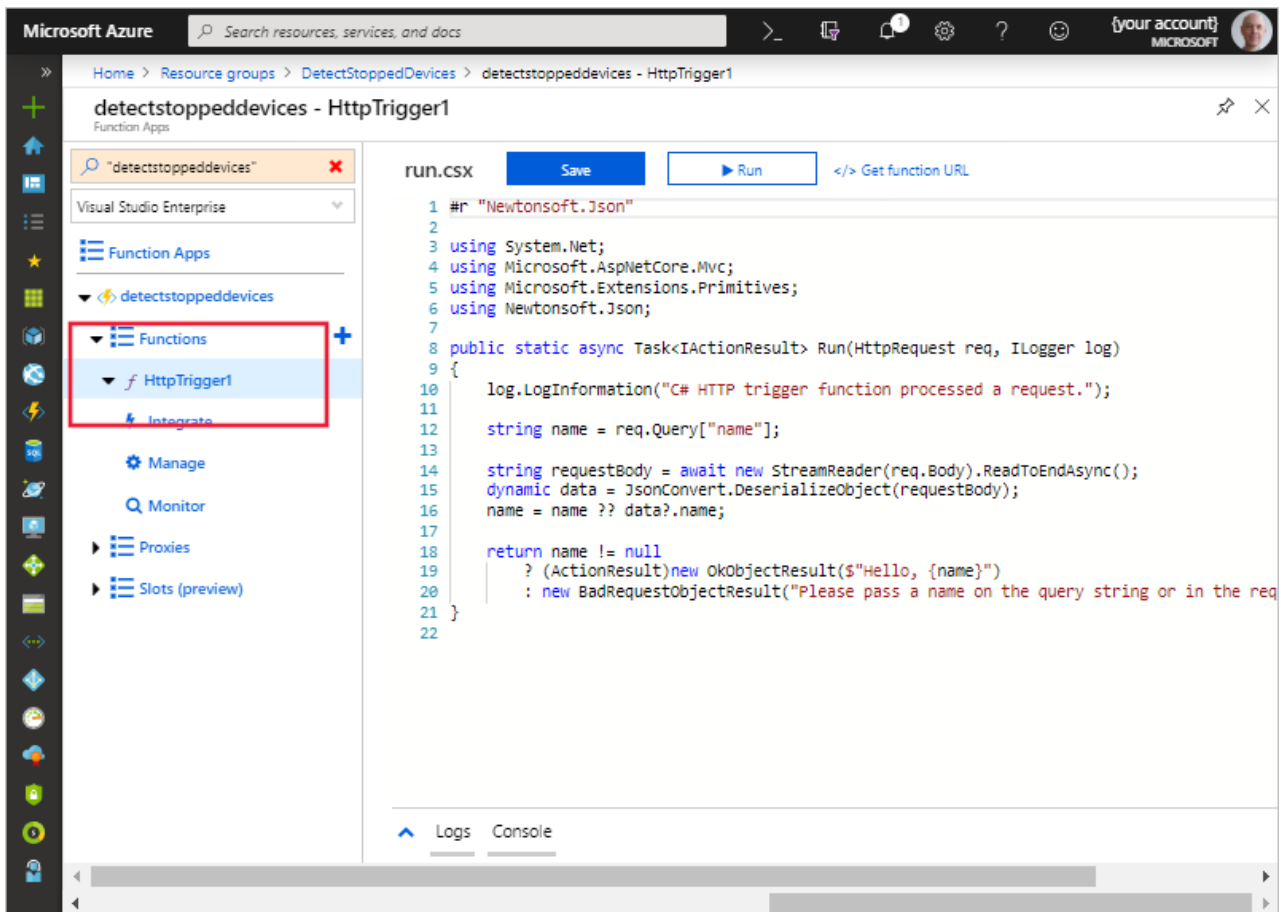 Microsoft Azure
Search resources, services, and docs
1
{your account}
MICROSOFT
Home > Resource groups > DetectStoppedDevices > detectstoppeddevices - HttpTrigger1
detectstoppeddevices - HttpTrigger1
Function Apps
"detectstoppeddevices"
Visual Studio Enterprise
Function Apps
detectstoppeddevices
Functions
HttpTrigger1
Integrate
Manage
Monitor
Proxies
Slots (preview)
run.csx Save Run </> Get function URL
1 #r "Newtonsoft.Json"
2
3 using System.Net;
4 using Microsoft.AspNetCore.Mvc;
5 using Microsoft.Extensions.Primitives;
6 using Newtonsoft.Json;
7
8 public static async Task<IActionResult> Run(HttpRequest req, ILogger log)
9 {
10 log.LogInformation("C# HTTP trigger function processed a request.");
11
12 string name = req.Query["name"];
13
14 string requestBody = await new StreamReader(req.Body).ReadToEndAsync();
15 dynamic data = JsonConvert.DeserializeObject(requestBody);
16 name = name ?? data?.name;
17
18 return name != null
19 ? (ActionResult)new OkObjectResult($"Hello, {name}")
20 : new BadRequestObjectResult("Please pass a name on the query string or in the req
21 }
22
Logs Console